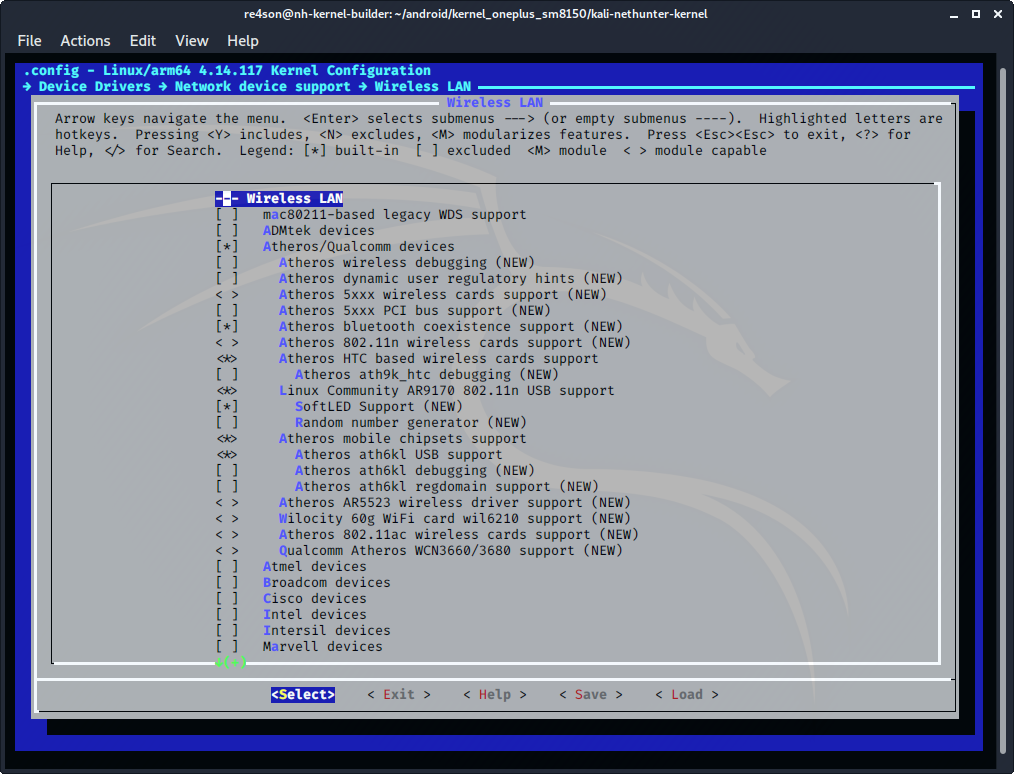 re4son@nh-kernel-builder: ~/android/kernel_oneplus_sm8150/kali-nethunter-kernel
File Actions Edit View Help
.config - Linux/arm64 4.14.117 Kernel Configuration
→ Device Drivers → Network device support → Wireless LAN
Wireless LAN
Arrow keys navigate the menu. <Enter> selects submenus ---> (or empty submenus ----). Highlighted letters are
hotkeys. Pressing <Y> includes, <N> excludes, <M> modularizes features. Press <Esc><Esc> to exit, <?> for
Help, </> for Search. Legend: [*] built-in [ ] excluded <M> module < > module capable
--- Wireless LAN
[ ] mac80211-based legacy WDS support
[ ] ADMtek devices
[*] Atheros/Qualcomm devices
[ ] Atheros wireless debugging (NEW)
[ ] Atheros dynamic user regulatory hints (NEW)
< > Atheros 5xxx wireless cards support (NEW)
[ ] Atheros 5xxx PCI bus support (NEW)
[*] Atheros bluetooth coexistence support (NEW)
< > Atheros 802.11n wireless cards support (NEW)
<*> Atheros HTC based wireless cards support
[ ] Atheros ath9k_htc debugging (NEW)
<*> Linux Community AR9170 802.11n USB support
[*] SoftLED Support (NEW)
[ ] Random number generator (NEW)
<*> Atheros mobile chipsets support
<*> Atheros ath6kl USB support
[ ] Atheros ath6kl debugging (NEW)
[ ] Atheros ath6kl regdomain support (NEW)
< > Atheros AR5523 wireless driver support (NEW)
< > Wilocity 60g WiFi card wil6210 support (NEW)
< > Atheros 802.11ac wireless cards support (NEW)
< > Qualcomm Atheros WCN3660/3680 support (NEW)
[ ] Atmel devices
[ ] Broadcom devices
[ ] Cisco devices
[ ] Intel devices
[ ] Intersil devices
[ ] Marvell devices
↓(+)
<Select> < Exit > < Help > < Save > < Load >